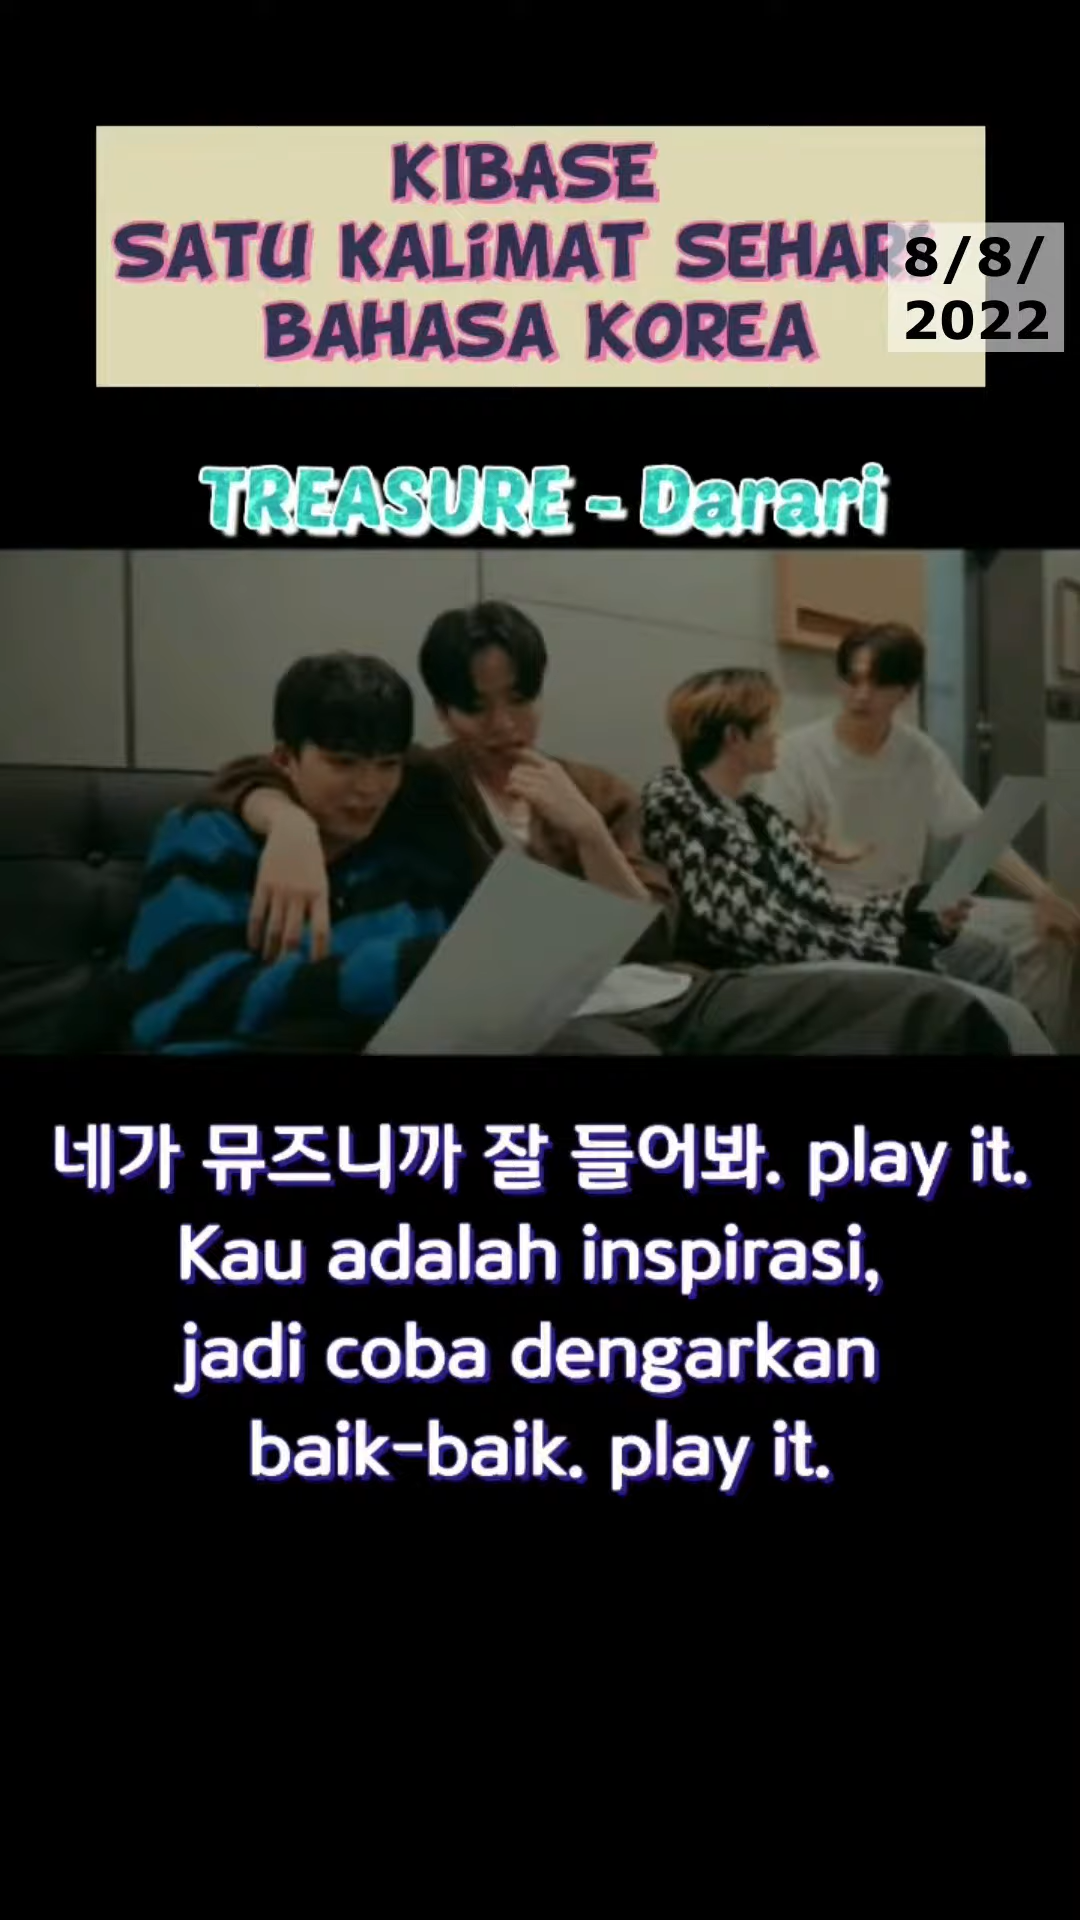 KIBASE
SATU KALiMAT SEHARI
BAHASA KOREA
8/8/
2022
TREASURE - Darari
네가 뮤즈니까 잘 들어봐. play it.
Kau adalah inspirasi,
jadi coba dengarkan
baik-baik. play it.